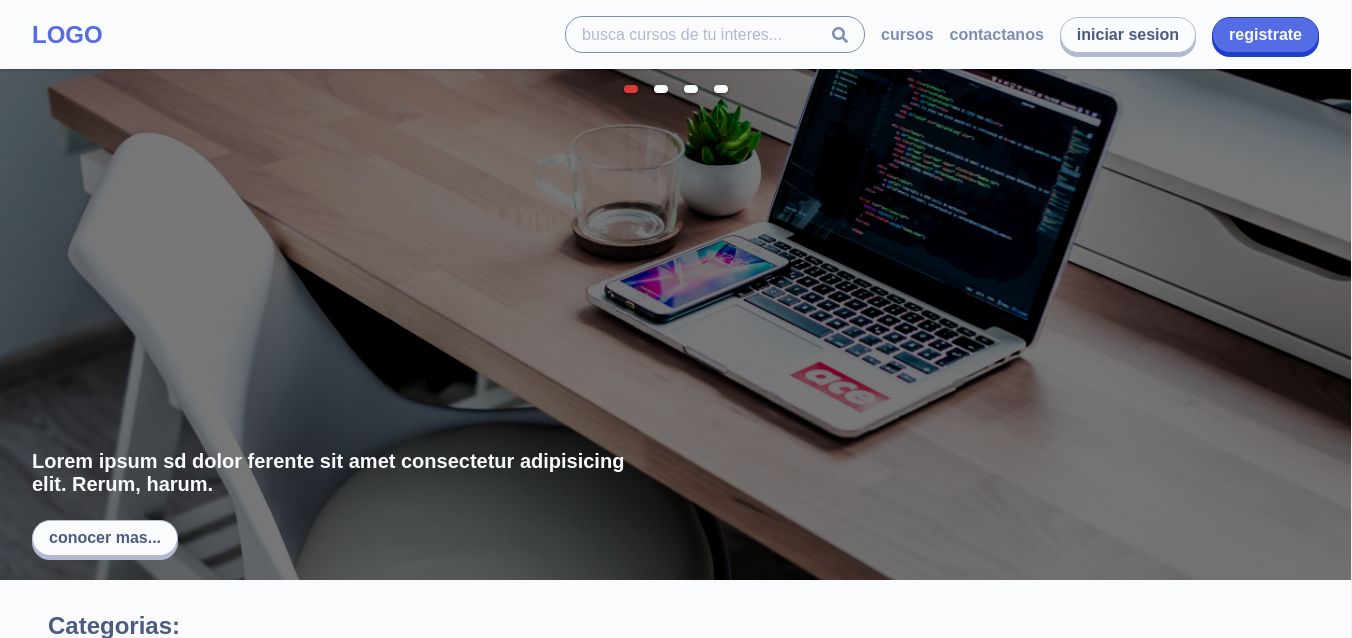 LOGO
busca cursos de tu interes...
cursos
contactanos
iniciar sesion
registrate
ace
Lorem ipsum sd dolor ferente sit amet consectetur adipisicing
elit. Rerum, harum.
conocer mas...
Categorias: